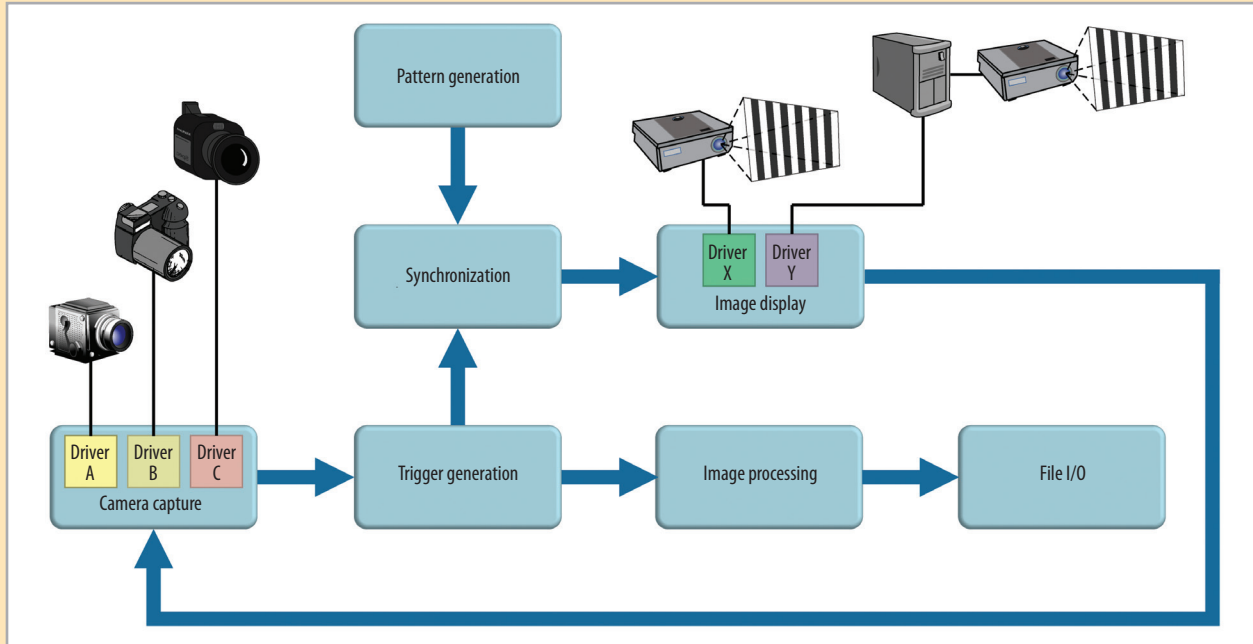 Pattern generation
Driver
X
Driver
Y
Synchronization
Image display
Driver
A
Driver
B
Driver
C
Camera capture
Trigger generation
Image processing
File I/O